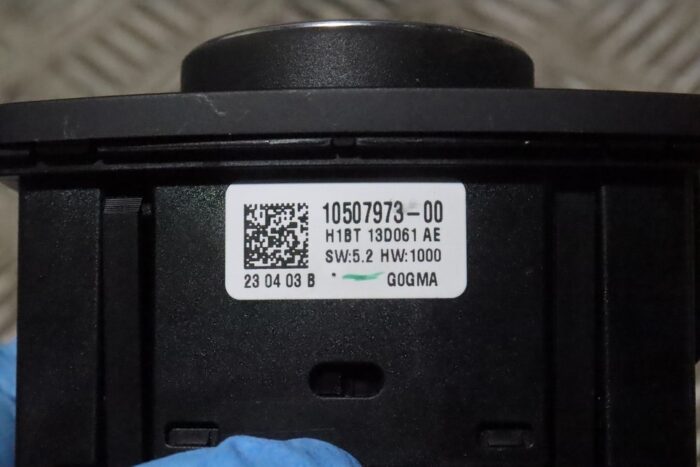 10507973-00
H1BT 13D061 AE
SW:5.2 HW:1000
23 04 03 B G0GMA